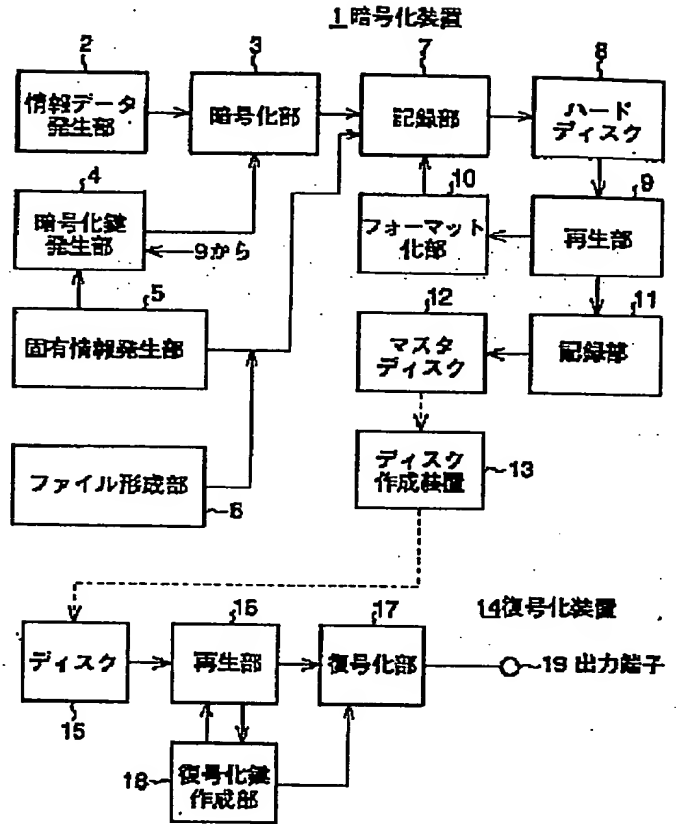 1 暗号化装置
2
3
7
8
情報データ
発生部
暗号化部
記録部
ハード
ディスク
4
10
9
暗号化鍵
発生部
9から
フォーマット
化部
再生部
5
12
11
固有情報発生部
マスタ
ディスク
記録部
ファイル形成部
6
ディスク
作成装置
13
16
17
14復号化装置
ディスク
再生部
復号化部
19 出力端子
15
18
復号化鍵
作成部